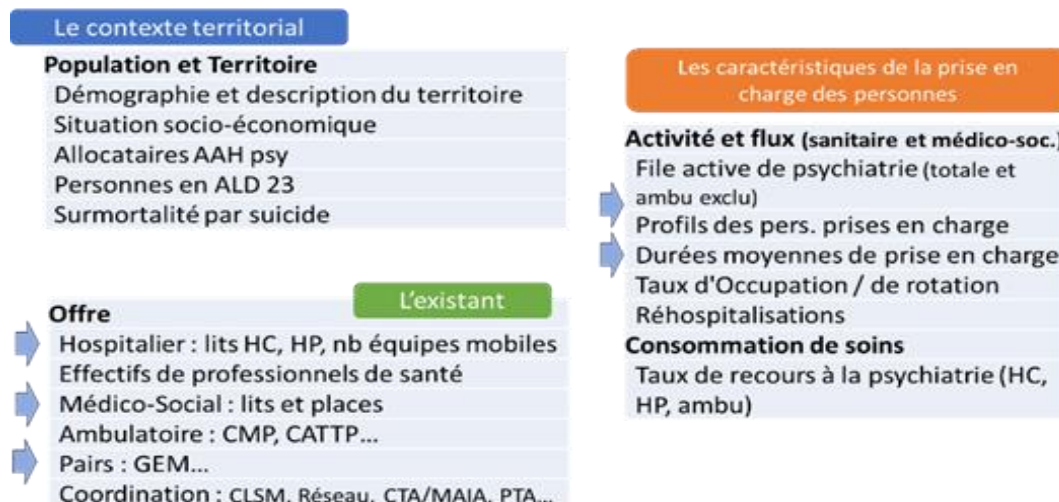 Le contexte territorial
Population et Territoire
Démographie et description du territoire
Situation socio-économique
Allocataires AAH psy
Personnes en ALD 23
Surmortalité par suicide
L'existant
Offre
Hospitalier : lits HC, HP, nb équipes mobiles
Effectifs de professionnels de santé
Médico-Social : lits et places
Ambulatoire : CMP, CATTP...
Pairs : GEM...
Coordination : CLSM, Réseau, CTA/MAIA, PTA...
Les caractéristiques de la prise en
charge des personnes
Activité et flux (sanitaire et médico-soc.)
File active de psychiatrie (totale et
ambu exclu)
Profils des pers. prises en charge
Durées moyennes de prise en charge
Taux d'Occupation / de rotation
Réhospitalisations
Consommation de soins
Taux de recours à la psychiatrie (HC,
HP, ambu)